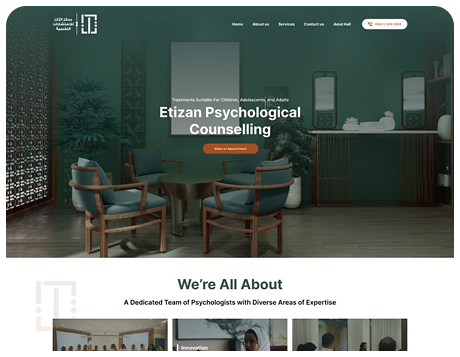 مركز اتزان
للاستشارات
النفسية
Home About us Services Contact us Amal Hall
Treatments Suitable For Children, Adolescents, and Adults
Etizan Psychological
Counselling
Make an Appointment
We're All About
A Dedicated Team of Psychologists with Diverse Areas of Expertise
Innovation